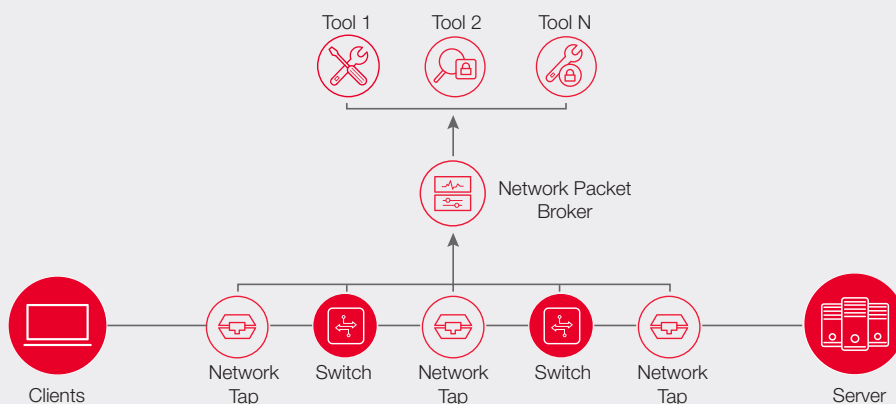 Tool 1
Tool 2
Tool N
Network Packet
Broker
Clients
Network
Tap
Switch
Network
Tap
Switch
Network
Tap
Server